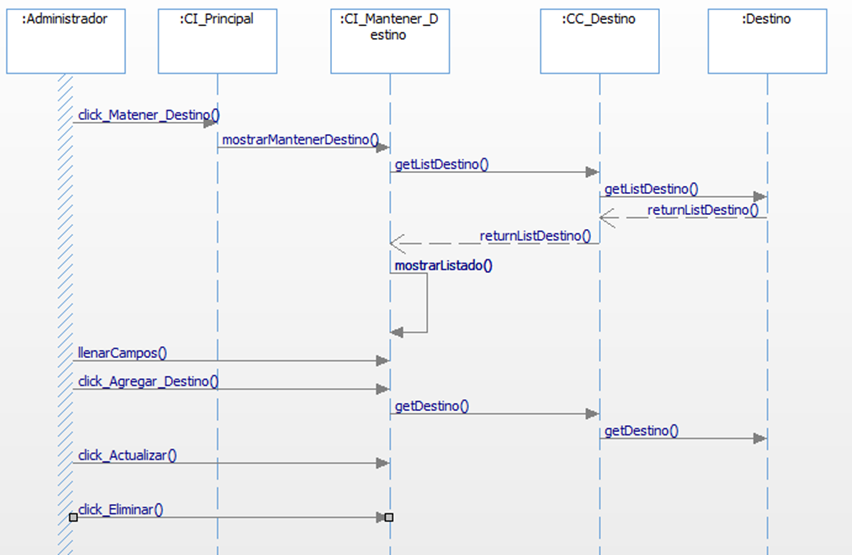 :Administrador
:CI_Principal
:CI_Mantener_D
estino
:CC_Destino
:Destino
click_Matener_Destino()
mostrarMantenerDestino()
getListDestino()
getListDestino()
returnListDestino()
returnListDestino()
mostrarListado()
llenarCampos()
click_Agregar_Destino()
getDestino()
getDestino()
click_Actualizar()
click_Eliminar()